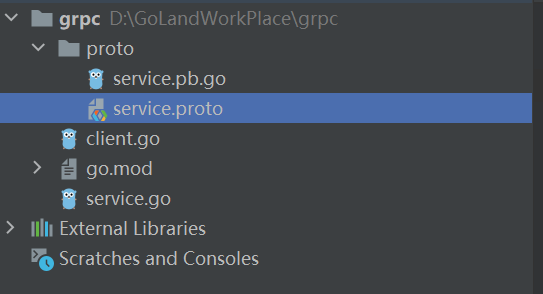 grpc D:\GoLandWorkPlace\grpc
proto
service.pb.go
service.proto
client.go
go.mod
service.go
External Libraries
Scratches and Consoles